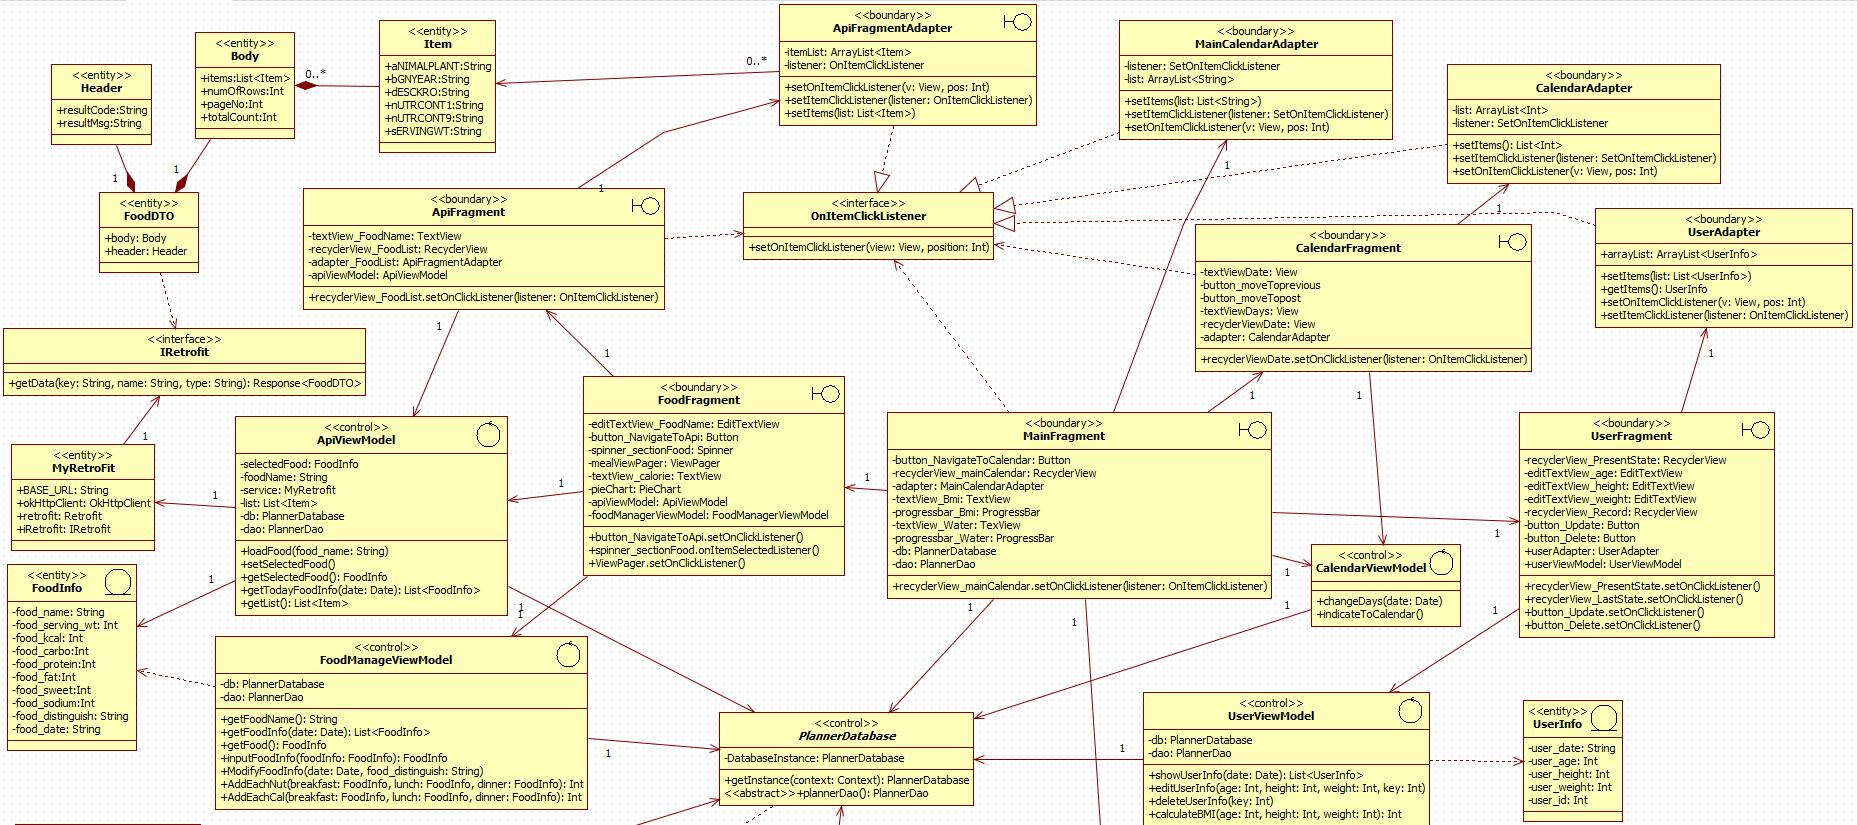 <<entity>>
Header
+resultCode:String
+resultMsg:String
<<entity>>
Body
+items:List<Item>
+numOfRows:Int
+pageNo:Int
+totalCount:Int
0..*
<<entity>>
Item
+aNIMALPLANT:String
+bGNYEAR:String
+dESCKRO:String
+nUTRCONT1:String
+nUTRCONT9:String
+sERVINGWT:String
0..*
<<boundary>>
ApiFragmentAdapter
-itemList: ArrayList<Item>
-listener: OnItemClickListener
+setOnItemClickListener(v: View, pos: Int)
+setItemClickListener(listener: OnItemClickListener)
+setItems(list: List<Item>)
<<boundary>>
MainCalendarAdapter
-listener: SetOnItemClickListener
-list: ArrayList<String>
+setItems(list: List<String>)
+setItemClickListener(listener: SetOnItemClickListener)
+setOnItemClickListener(v: View, pos: Int)
1
<<boundary>>
CalendarAdapter
-list: ArrayList<Int>
-listener: SetOnItemClickListener
+setItems(): List<Int>
+setItemClickListener(listener: SetOnItemClickListener)
+setOnItemClickListener(v: View, pos: Int)
1
1
1
<<entity>>
FoodDTO
+body: Body
+header: Header
1
<<boundary>>
ApiFragment
-textView_FoodName: TextView
-recyclerView_FoodList: RecyclerView
-adapter_FoodList: ApiFragmentAdapter
-apiViewModel: ApiViewModel
+recyclerView_FoodList.setOnClickListener(listener: OnItemClickListener)
<<interface>>
OnItemClickListener
+setOnItemClickListener(view: View, position: Int)
<<boundary>>
CalendarFragment
-textViewDate: View
-button_moveToprevious
-button_moveTopost
-textViewDays: View
-recyclerViewDate: View
-adapter: CalendarAdapter
+recyclerViewDate.setOnClickListener(listener: OnItemClickListener)
<<boundary>>
UserAdapter
+arrayList: ArrayList<UserInfo>
+setItems(list: List<UserInfo>)
+getItems(): UserInfo
+setOnItemClickListener(v: View, pos: Int)
+setItemClickListener(listener: OnItemClickListener)
1
<<interface>>
IRetrofit
+getData(key: String, name: String, type: String): Response<FoodDTO>
1
1
1
1
1
<<entity>>
MyRetroFit
+BASE_URL: String
+okHttpClient: OkHttpClient
+retrofit: Retrofit
+iRetrofit: IRetrofit
1
<<control>>
ApiViewModel
-selectedFood: FoodInfo
-foodName: String
-service: MyRetrofit
-list: List<Item>
-db: PlannerDatabase
-dao: PlannerDao
+loadFood(food_name: String)
+setSelectedFood()
+getSelectedFood(): FoodInfo
+getTodayFoodInfo(date: Date): List<FoodInfo>
+getList(): List<Item>
1
<<boundary>>
FoodFragment
-editTextView_FoodName: EditTextView
-button_NavigateToApi: Button
-spinner_sectionFood: Spinner
-mealViewPager: ViewPager
-textView_calorie: TextView
-pieChart: PieChart
-apiViewModel: ApiViewModel
-foodManagerViewModel: FoodManagerViewModel
+button_NavigateToApi.setOnClickListener()
+spinner_sectionFood.onItemSelectedListener()
+ViewPager.setOnClickListener()
1
<<boundary>>
MainFragment
-button_NavigateToCalendar: Button
-recyclerView_mainCalendar: RecyclerView
-adapter: MainCalendarAdapter
-textView_Bmi: TextView
-progressbar_Bmi: ProgressBar
-textView_Water: TexView
-progressbar_Water: ProgressBar
-db: PlannerDatabase
-dao: PlannerDao
+recyclerView_mainCalendar.setOnClickListener(listener: OnItemClickListener)
1
<<boundary>>
UserFragment
-recyclerView_PresentState: RecyclerView
-editTextView_age: EditTextView
-editTextView_height: EditTextView
-editTextView_weight: EditTextView
-recyclerView_Record: RecyclerView
-button_Update: Button
-button_Delete: Button
+userAdapter: UserAdapter
+userViewModel: UserViewModel
+recyclerView_PresentState.setOnClickListener()
+recyclerView_LastState.setOnClickListener()
+button_Update.setOnClickListener()
+button_Delete.setOnClickListener()
1
<<control>>
CalendarViewModel
+changeDays(date: Date)
+indicateToCalendar()
1
1
<<entity>>
FoodInfo
-food_name: String
-food_serving_wt: Int
-food_kcal: Int
-food_carbo:Int
-food_protein:Int
-food_fat:Int
-food_sweet:Int
-food_sodium:Int
-food_distinguish: String
-food_date: String
1
1
1
1
1
1
<<control>>
FoodManageViewModel
-db: PlannerDatabase
-dao: PlannerDao
+getFoodName(): String
+getFoodInfo(date: Date): List<FoodInfo>
+getFood(): FoodInfo
+inputFoodInfo(foodInfo: FoodInfo): FoodInfo
+ModifyFoodInfo(date: Date, food_distinguish: String)
+AddEachNut(breakfast: FoodInfo, lunch: FoodInfo, dinner: FoodInfo): Int
+AddEachCal(breakfast: FoodInfo, lunch: FoodInfo, dinner: FoodInfo): Int
1
<<control>>
PlannerDatabase
-DatabaseInstance: PlannerDatabase
+getInstance(context: Context): PlannerDatabase
<<abstract>>+plannerDao(): PlannerDao
1
<<control>>
UserViewModel
-db: PlannerDatabase
-dao: PlannerDao
+showUserInfo(date: Date): List<UserInfo>
+editUserInfo(age: Int, height: Int, weight: Int, key: Int)
+deleteUserInfo(key: Int)
+calculateBMI(age: Int, height: Int, weight: Int): Int
<<entity>>
UserInfo
-user_date: String
-user_age: Int
-user_height: Int
-user_weight: Int
-user_id: Int